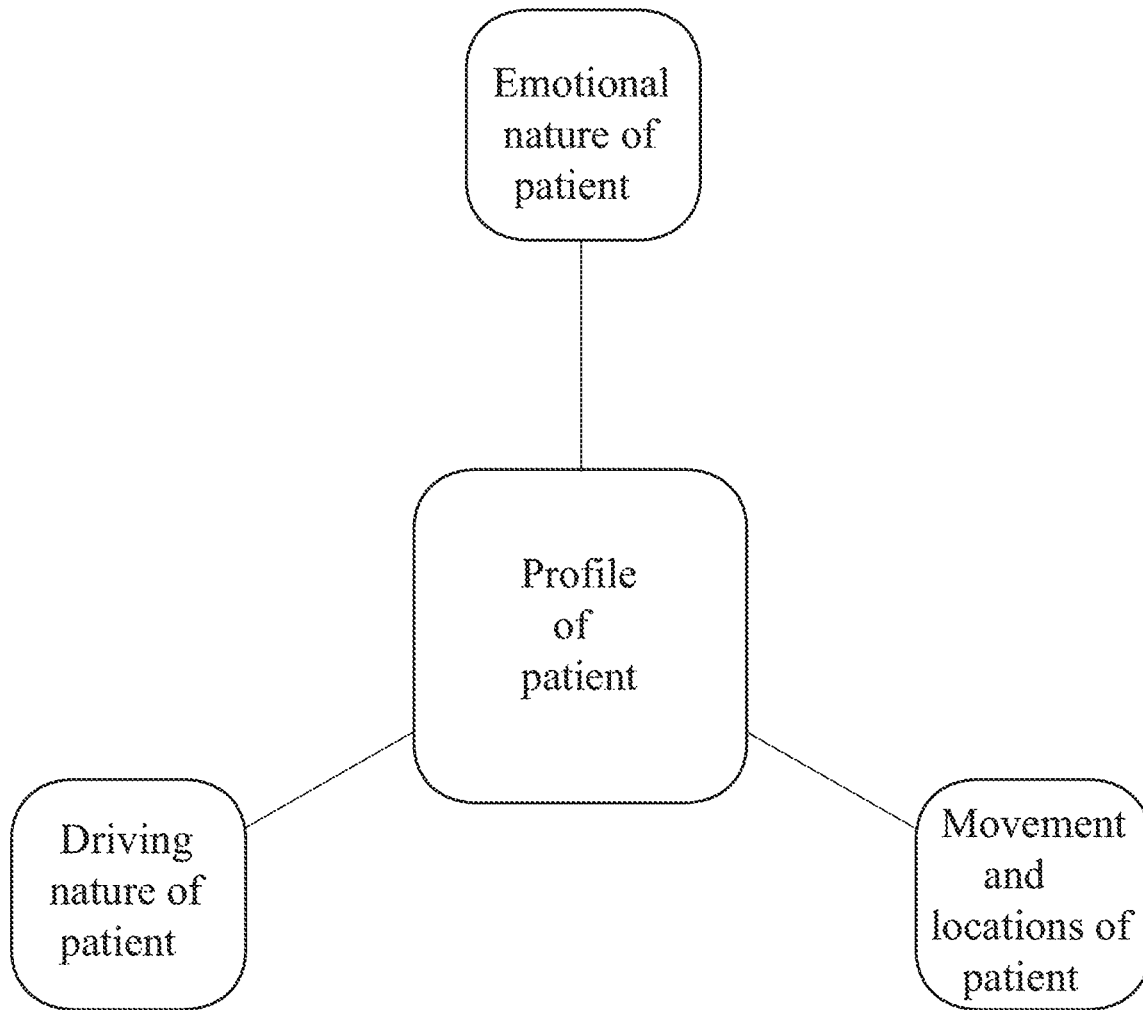 Emotional
nature of
patient
Profile
of
patient
Driving
nature of
patient
Movement
and
locations of
patient